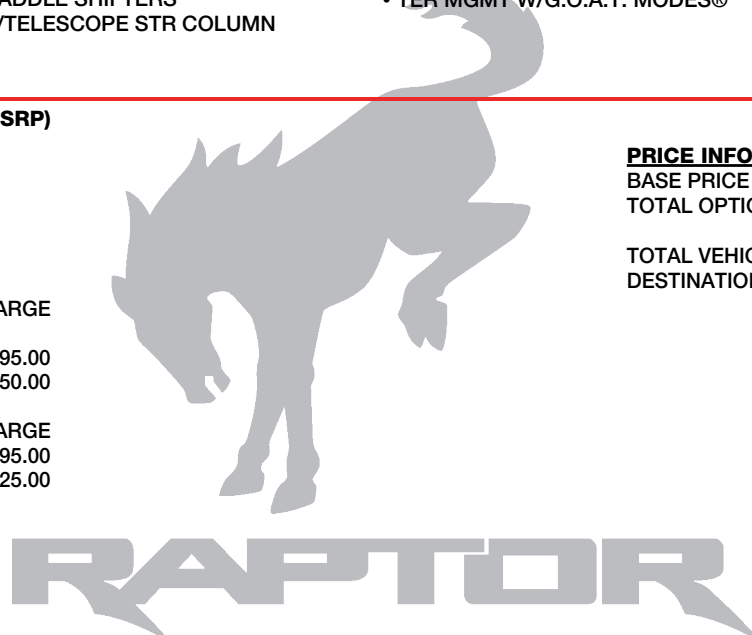 ADDLE SHIFTERS
/TELESCOPE STR COLUMN
• TER MGMT W/G.O.A.T. MODES®
SRP)
ARGE
95.00
50.00
ARGE
95.00
25.00
PRICE INFO
BASE PRICE
TOTAL OPTIO
TOTAL VEHIC
DESTINATION
RAPTOR